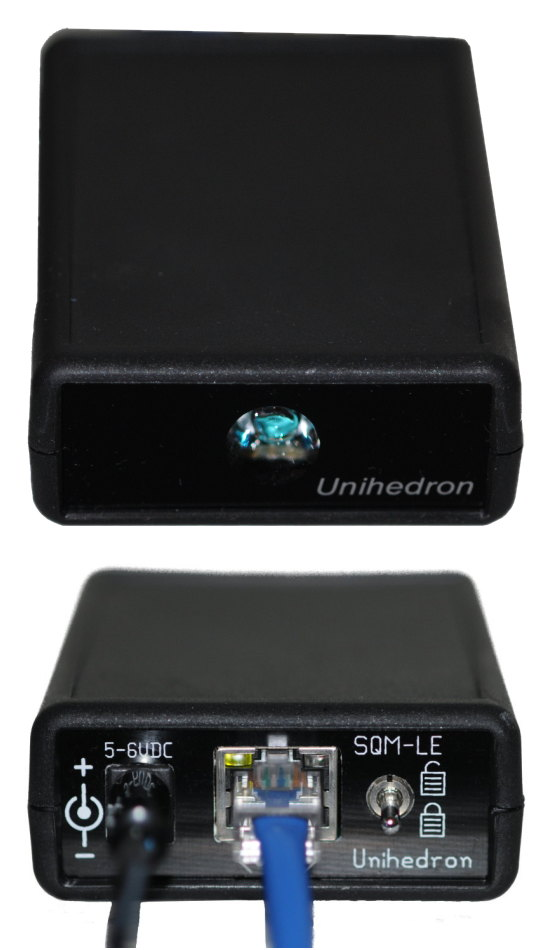 Unihedron
5-6VDC
SQM-LE
+
-
Unihedron